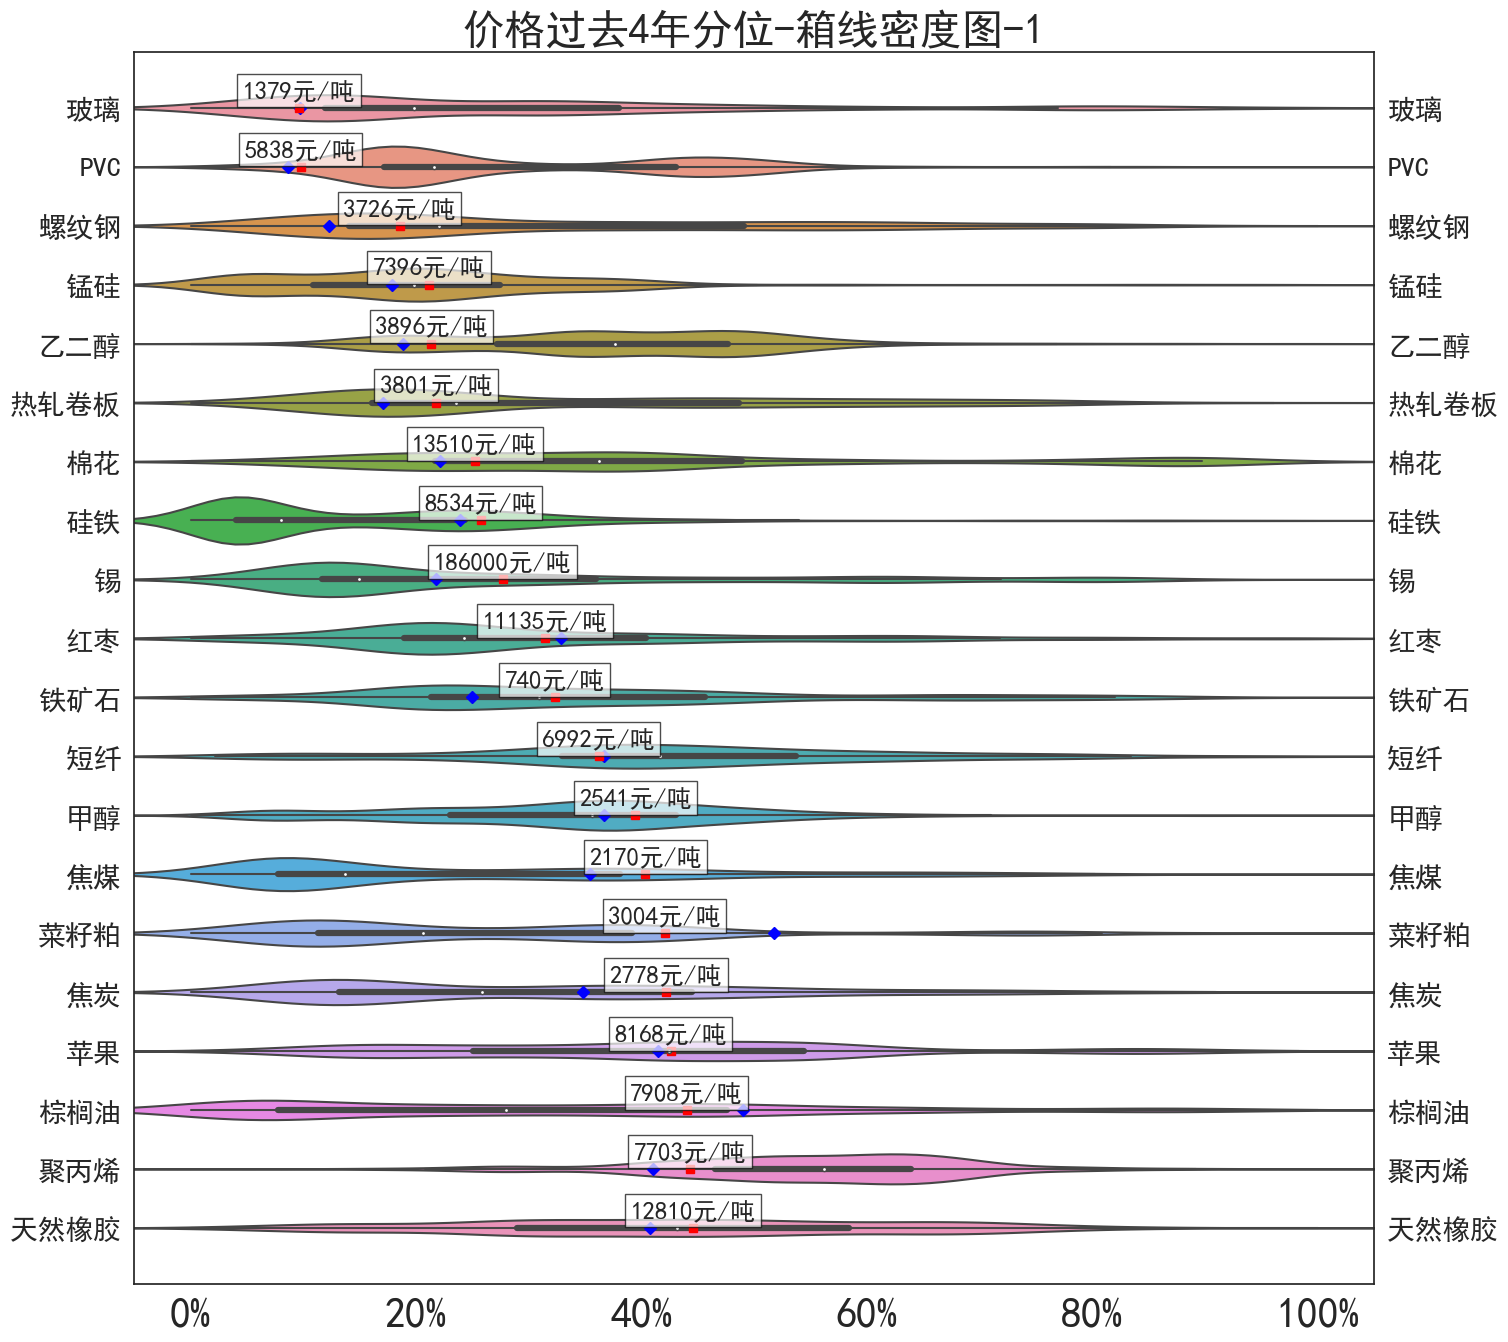 价格过去4年分位-箱线密度图-1
玻璃 1379元/吨 玻璃
PVC 5838元/吨 PVC
螺纹钢 3726元/吨 螺纹钢
锰硅 7396元/吨 锰硅
乙二醇 3896元/吨 乙二醇
热轧卷板 3801元/吨 热轧卷板
棉花 13510元/吨 棉花
硅铁 8534元/吨 硅铁
锡 186000元/吨 锡
红枣 11135元/吨 红枣
铁矿石 740元/吨 铁矿石
短纤 6992元/吨 短纤
甲醇 2541元/吨 甲醇
焦煤 2170元/吨 焦煤
菜籽粕 3004元/吨 菜籽粕
焦炭 2778元/吨 焦炭
苹果 8168元/吨 苹果
棕榈油 7908元/吨 棕榈油
聚丙烯 7703元/吨 聚丙烯
天然橡胶 12810元/吨 天然橡胶
0% 20% 40% 60% 80% 100%